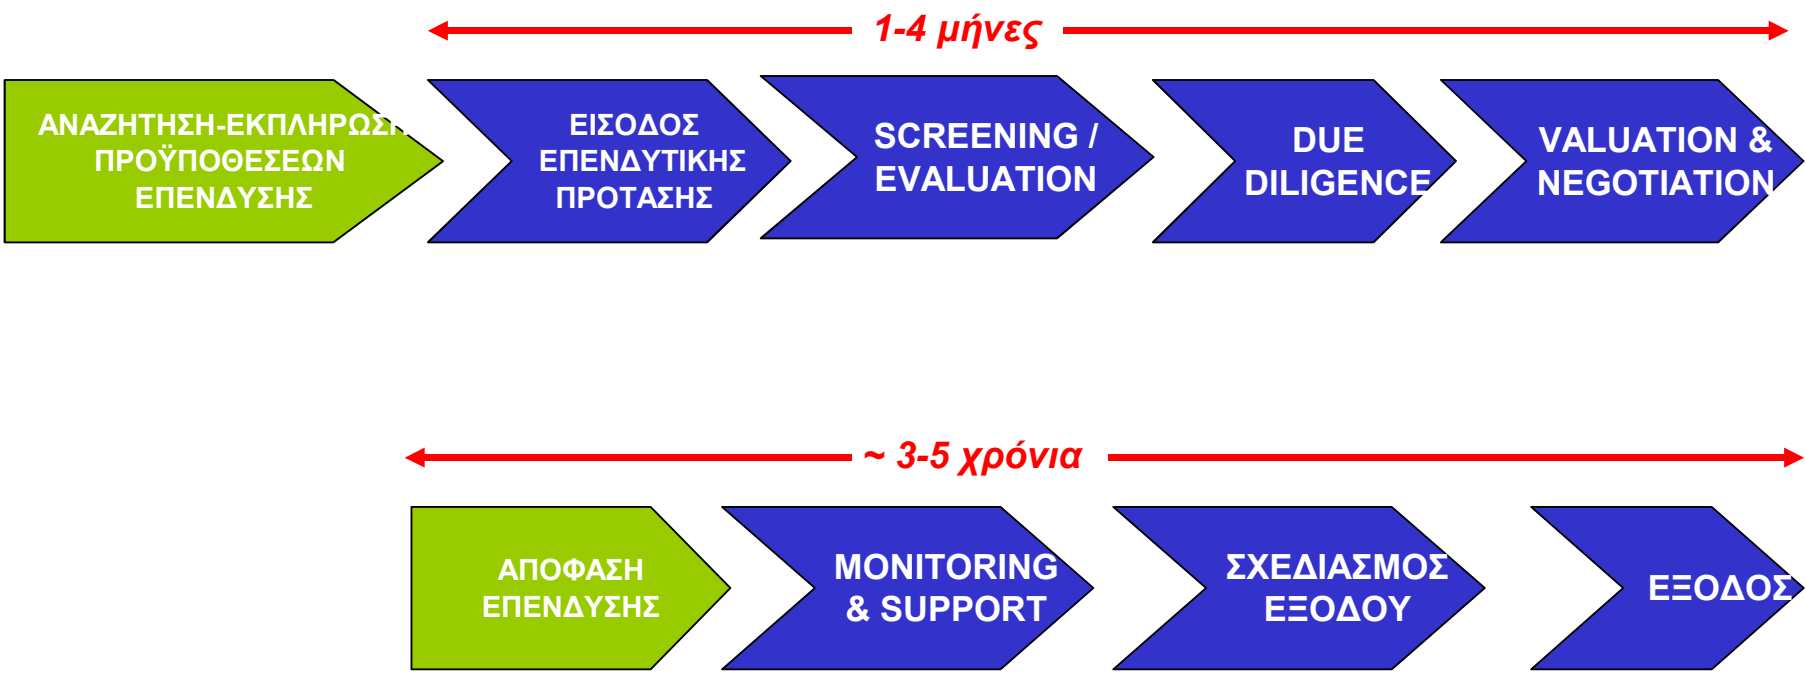 1-4 μήνες
ΑΝΑΖΗΤΗΣΗ-ΕΚΠΛΗΡΩΣΗ
ΠΡΟΫΠΟΘΕΣΕΩΝ
ΕΠΕΝΔΥΣΗΣ
ΕΙΣΟΔΟΣ
ΕΠΕΝΔΥΤΙΚΗΣ
ΠΡΟΤΑΣΗΣ
SCREENING /
EVALUATION
DUE
DILIGENCE
VALUATION &
NEGOTIATION
~ 3-5 χρόνια
ΑΠΟΦΑΣΗ
ΕΠΕΝΔΥΣΗΣ
MONITORING
& SUPPORT
ΣΧΕΔΙΑΣΜΟΣ
ΕΞΟΔΟΥ
ΕΞΟΔΟΣ